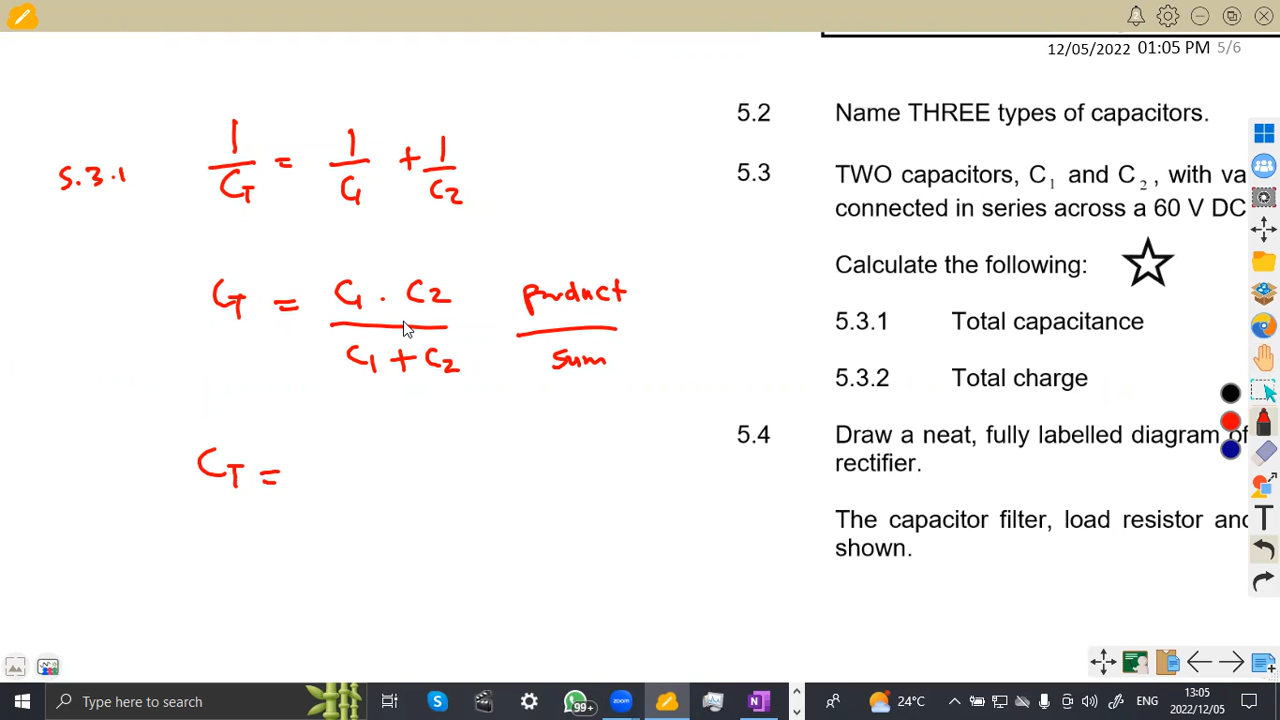 12/05/2022 01:05 PM 5/6
5.3.1 1/CT = 1/C1 + 1/C2
CT = C1 . C2 / C1 + C2 product / sum
CT =
5.2 Name THREE types of capacitors.
5.3 TWO capacitors, C1 and C2, with va
connected in series across a 60 V DC
Calculate the following:
5.3.1 Total capacitance
5.3.2 Total charge
5.4 Draw a neat, fully labelled diagram of
rectifier.
The capacitor filter, load resistor and
shown.
T
Type here to search
99+
24°C
ENG
13:05
2022/12/05